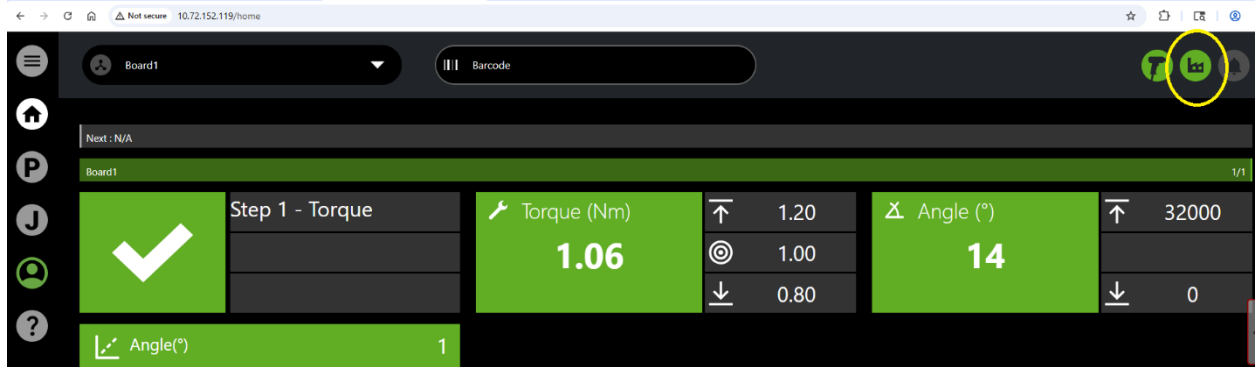 Not secure 10.72.152.119/home
Board1 Barcode
Next : N/A
P
Board1 1/1
J
Step 1 - Torque
Torque (Nm)
1.06
1.20
1.00
0.80
Angle (°)
14
32000
0
?
Angle(°) 1